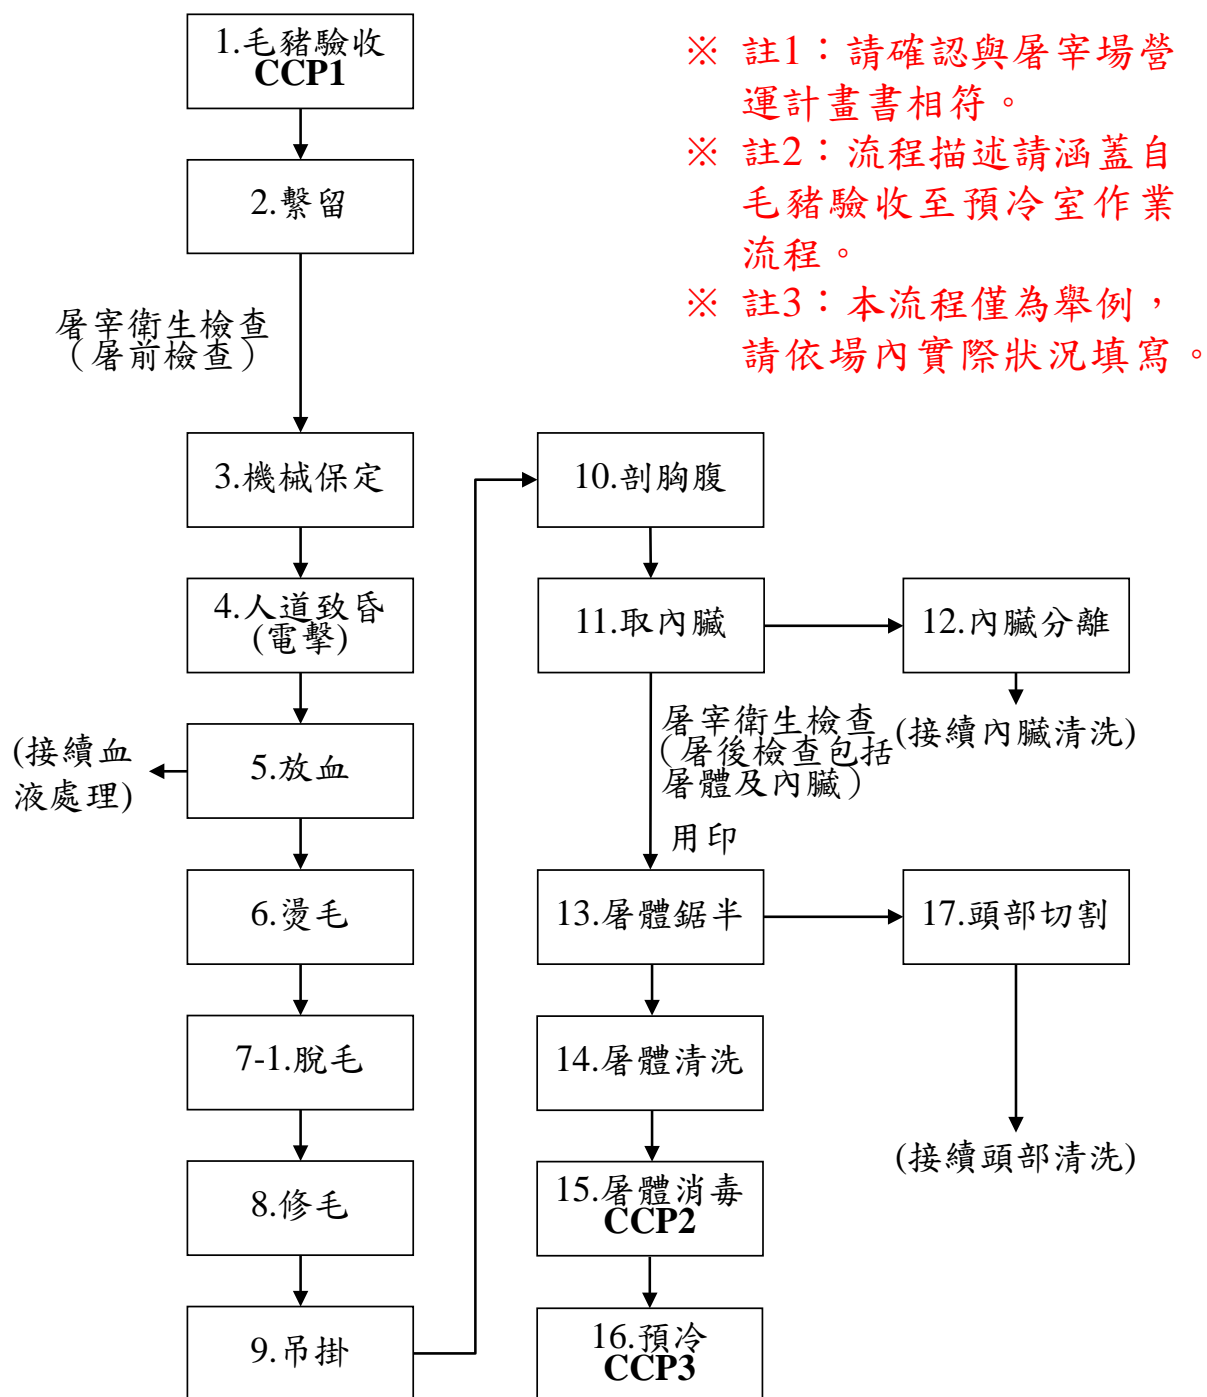 1.毛豬驗收
CCP1
※ 註1：請確認與屠宰場營
運計畫書相符。
※ 註2：流程描述請涵蓋自
毛豬驗收至預冷室作業
流程。
※ 註3：本流程僅為舉例，
請依場內實際狀況填寫。
2.繫留
屠宰衛生檢查
（屠前檢查）
3.機械保定
4.人道致昏
(電擊)
5.放血
(接續血
液處理)
6.燙毛
7-1.脫毛
8.修毛
9.吊掛
10.剖胸腹
11.取內臟
12.內臟分離
(接續內臟清洗)
屠宰衛生檢查
（屠後檢查包括
屠體及內臟）
用印
13.屠體鋸半
17.頭部切割
(接續頭部清洗)
14.屠體清洗
15.屠體消毒
CCP2
16.預冷
CCP3